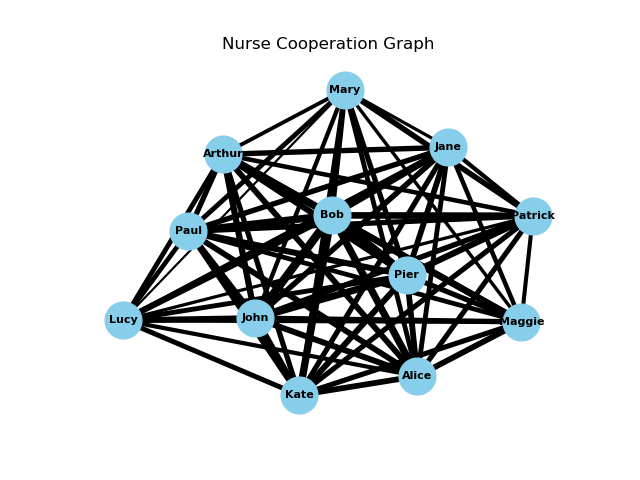 Nurse Cooperation Graph
Mary
Jane
Arthur
Bob
Patrick
Paul
Pier
John
Lucy
Maggie
Alice
Kate